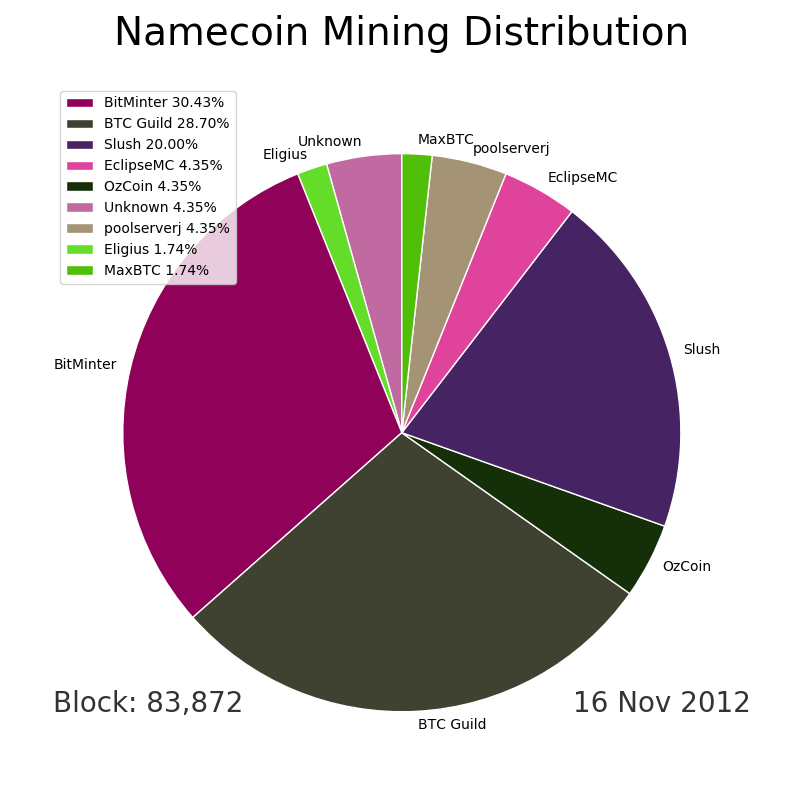 Namecoin Mining Distribution
BitMinter 30.43%
BTC Guild 28.70%
Slush 20.00%
EclipseMC 4.35%
OzCoin 4.35%
Unknown 4.35%
poolserverj 4.35%
Eligius 1.74%
MaxBTC 1.74%
Eligius
Unknown
MaxBTC
poolserverj
EclipseMC
Slush
BitMinter
OzCoin
BTC Guild
Block: 83,872
16 Nov 2012